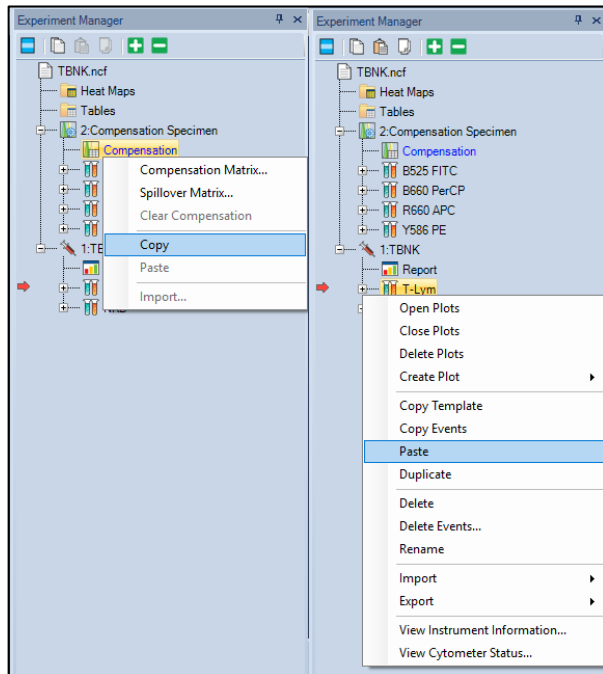 Experiment Manager
TBNK.ncf
Heat Maps
Tables
2:Compensation Specimen
Compensation
Compensation Matrix...
Spillover Matrix...
Clear Compensation
Copy
Paste
Import...
1:TB
Experiment Manager
TBNK.ncf
Heat Maps
Tables
2:Compensation Specimen
Compensation
B525 FITC
B660 PerCP
R660 APC
Y586 PE
1:TBNK
Report
T-Lym
Open Plots
Close Plots
Delete Plots
Create Plot
Copy Template
Copy Events
Paste
Duplicate
Delete
Delete Events...
Rename
Import
Export
View Instrument Information...
View Cytometer Status...